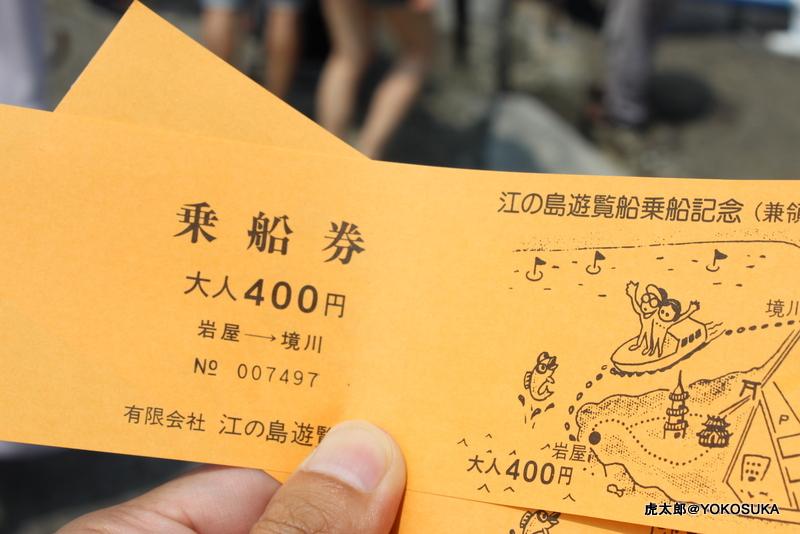 乗船券
大人400円
岩屋→境川
№ 007497
有限会社 江の島遊
江の島遊覧船乗船記念(兼領
境川
岩屋
大人400円
P
虎太郎@YOKOSUKA